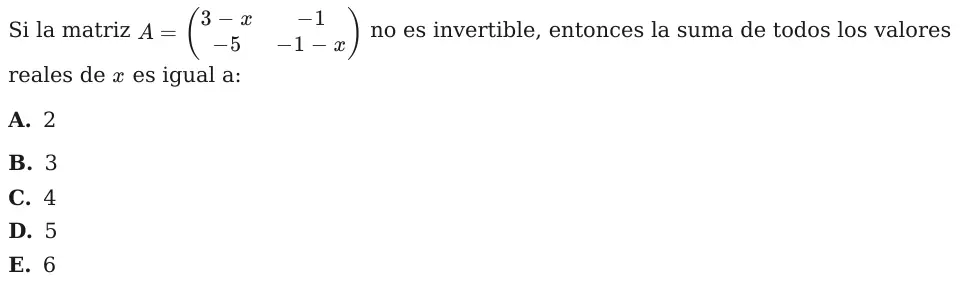 Si la matriz A = (3 − x −1
−5 −1 − x) no es invertible, entonces la suma de todos los valores
reales de x es igual a:
A. 2
B. 3
C. 4
D. 5
E. 6